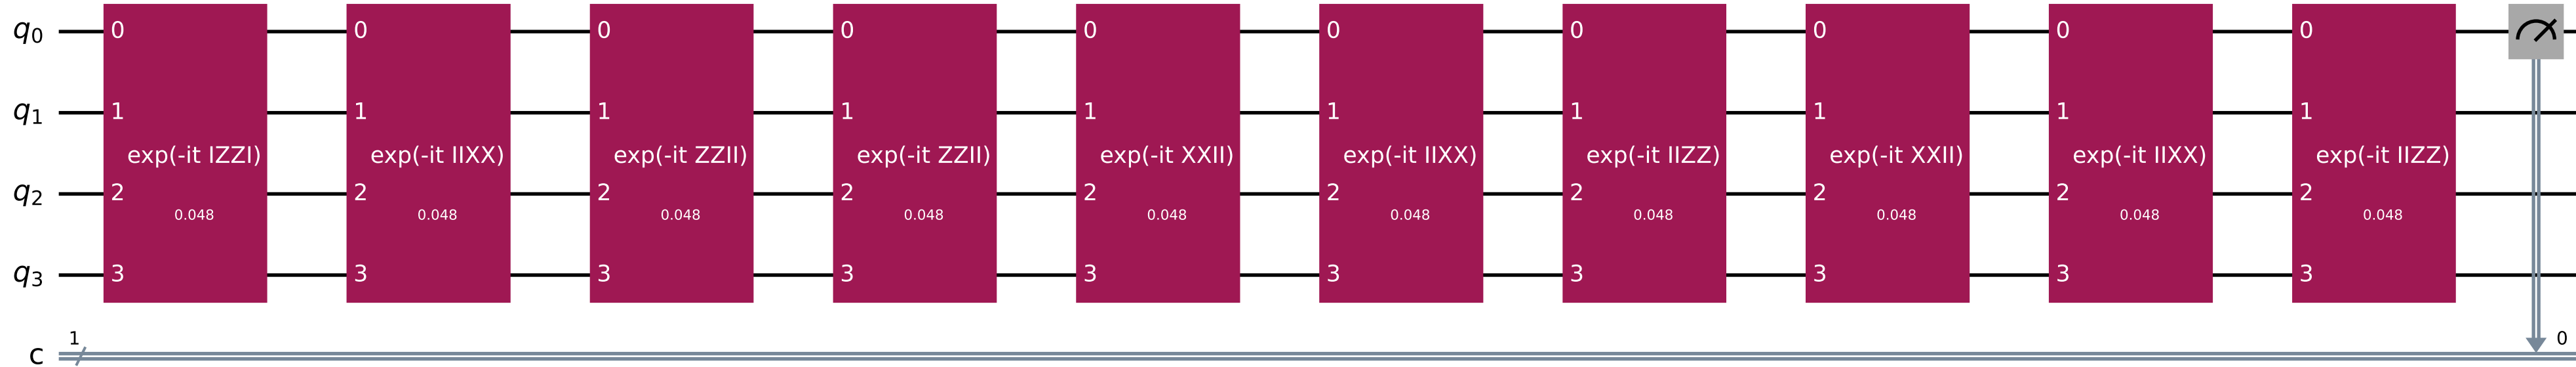 q0 0 0 0 0 0 0 0 0 0 0
q1 1 1 1 1 1 1 1 1 1 1
exp(-it IZZI) exp(-it IIXX) exp(-it ZZII) exp(-it ZZII) exp(-it XXII) exp(-it IIXX) exp(-it IIZZ) exp(-it XXII) exp(-it IIXX) exp(-it IIZZ)
q2 2 2 2 2 2 2 2 2 2 2
0.048 0.048 0.048 0.048 0.048 0.048 0.048 0.048 0.048 0.048
q3 3 3 3 3 3 3 3 3 3 3
1 0
c